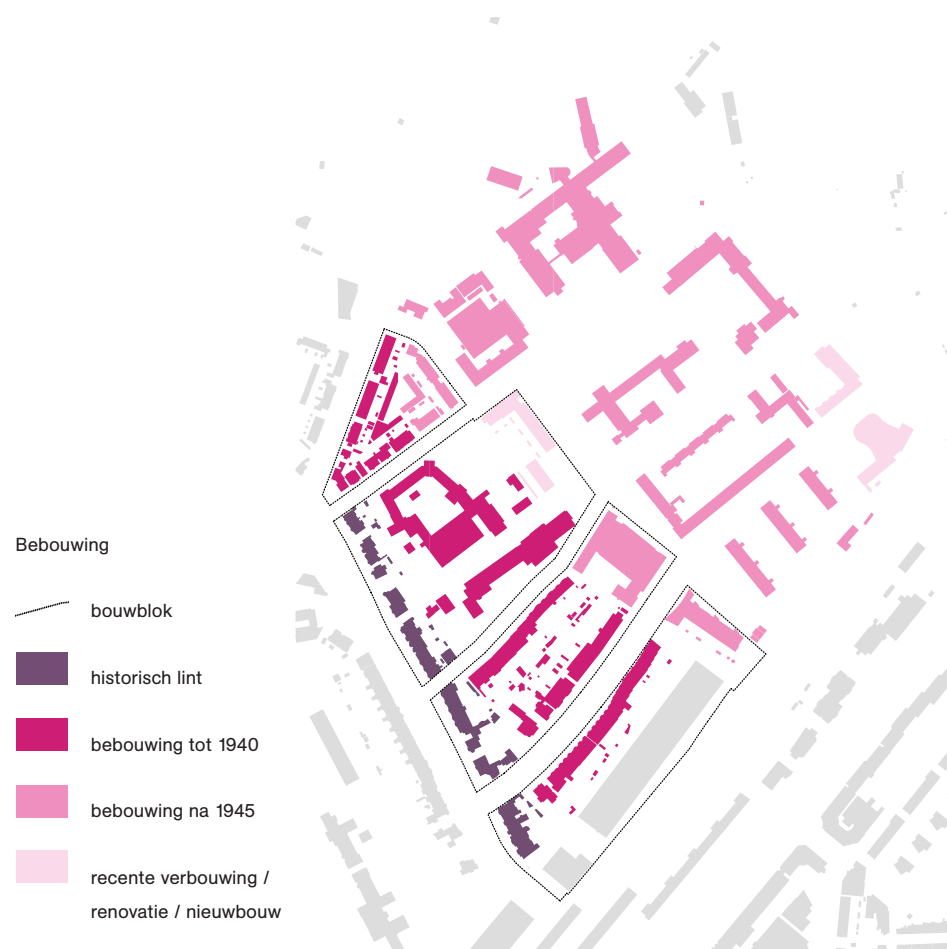 Bebouwing
bouwblok
historisch lint
bebouwing tot 1940
bebouwing na 1945
recente verbouwing /
renovatie / nieuwbouw